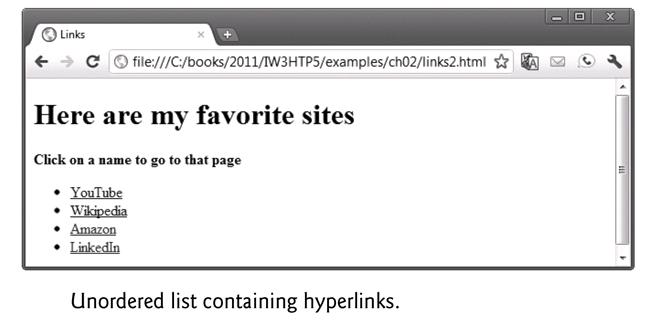 Links
file:///C:/books/2011/IW3HTP5/examples/ch02/links2.html
Here are my favorite sites
Click on a name to go to that page
• YouTube
• Wikipedia
• Amazon
• LinkedIn
Unordered list containing hyperlinks.